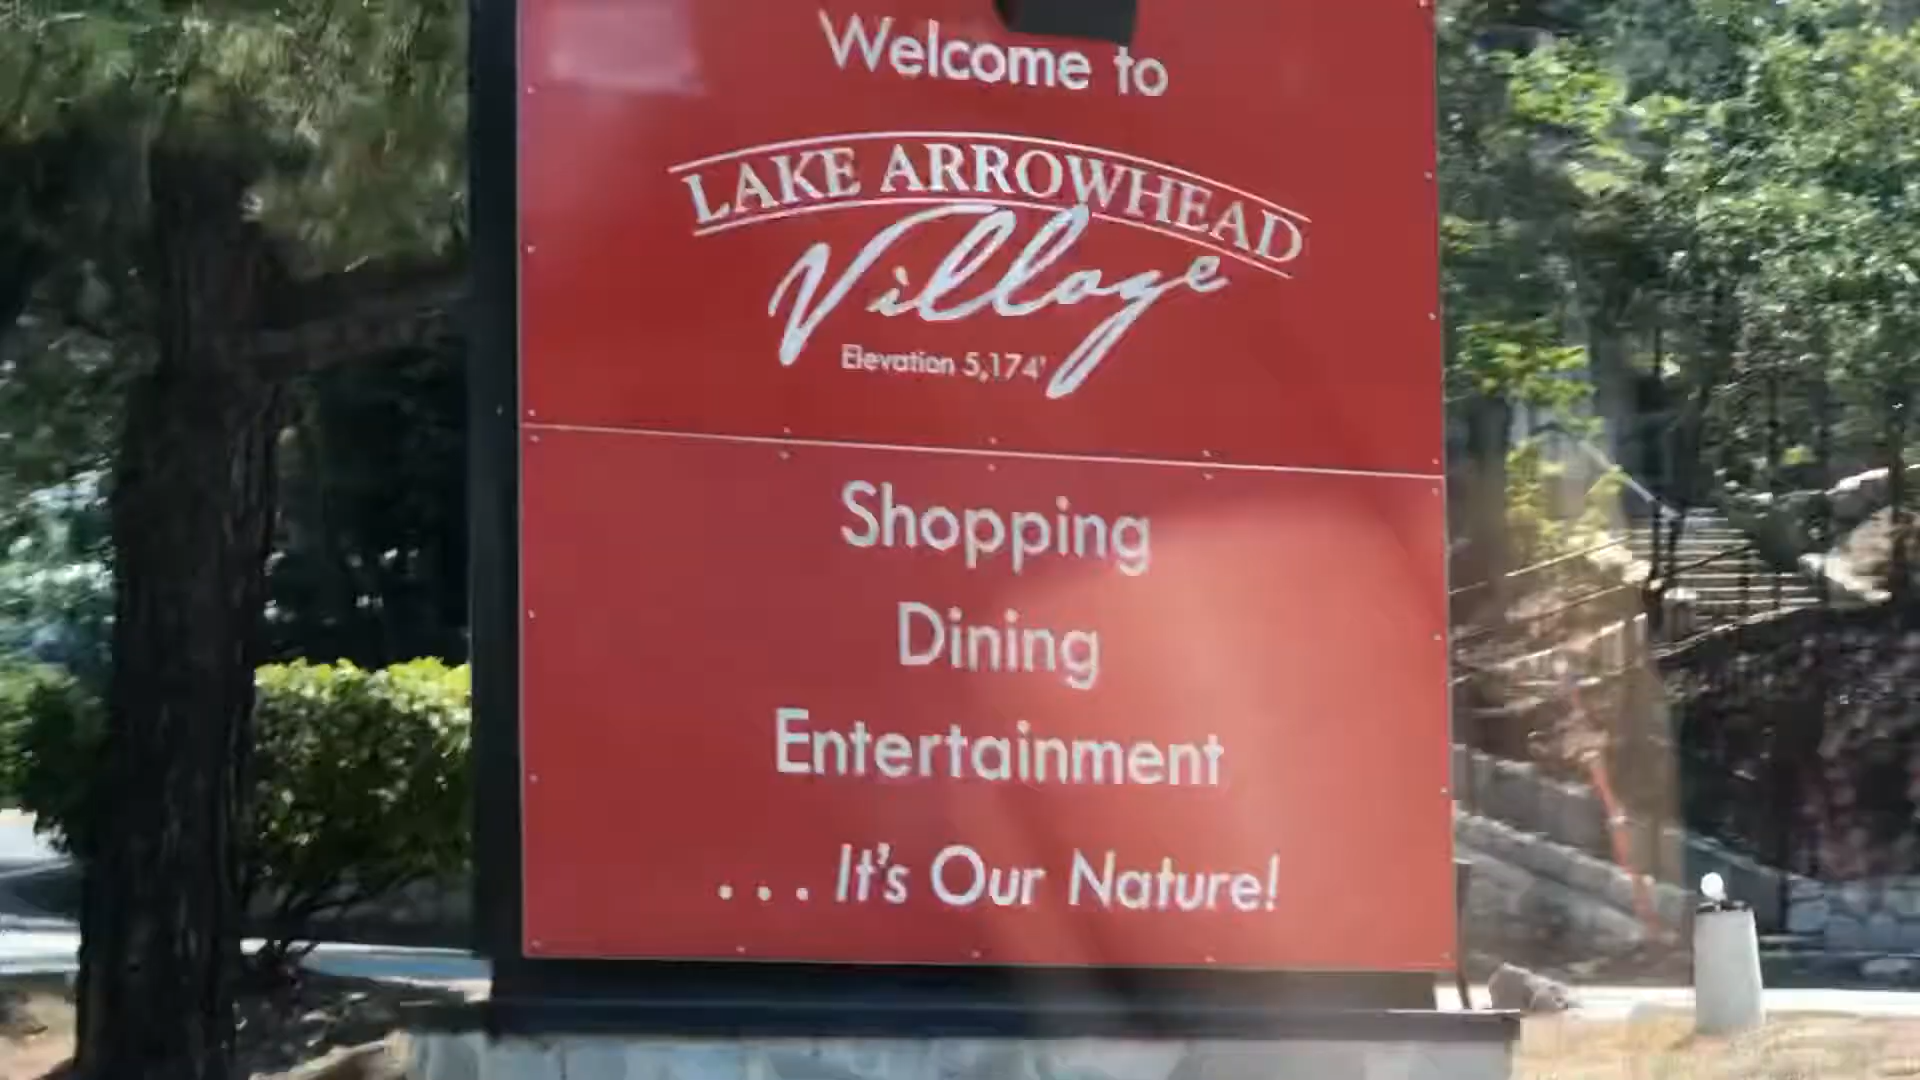 Welcome to
LAKE ARROWHEAD
Village
Elevation 5,174'
Shopping
Dining
Entertainment
. . . It's Our Nature!